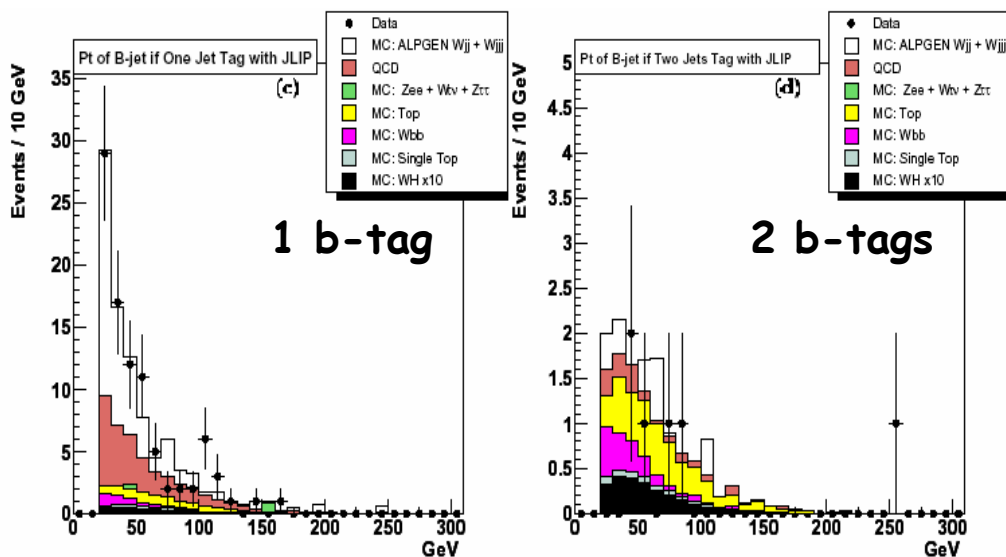 Data
MC: ALPGEN Wjj + Wjjj
QCD
MC: Zee + Wτν + Zττ
MC: Top
MC: Wbb
MC: Single Top
MC: WH x10
Pt of B-jet if One Jet Tag with JLIP
(c)
1 b-tag
Events / 10 GeV
35
30
25
20
15
10
5
0
0 50 100 150 200 250 300
GeV
Data
MC: ALPGEN Wjj + Wjjj
QCD
MC: Zee + Wτν + Zττ
MC: Top
MC: Wbb
MC: Single Top
MC: WH x10
Pt of B-jet if Two Jets Tag with JLIP
(d)
2 b-tags
Events / 10 GeV
5
4.5
4
3.5
3
2.5
2
1.5
1
0.5
0
0 50 100 150 200 250 300
GeV